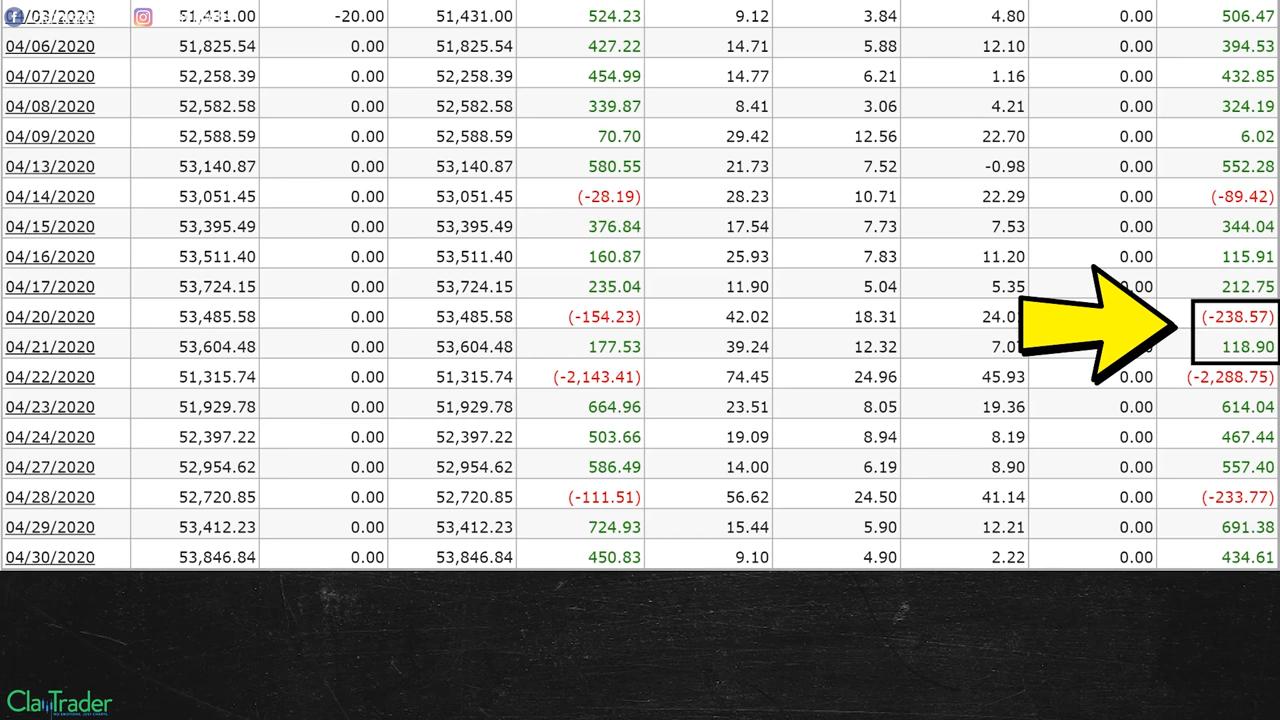 /03/2020 51,431.00 -20.00 51,431.00 524.23 9.12 3.84 4.80 0.00 506.47
04/06/2020 51,825.54 0.00 51,825.54 427.22 14.71 5.88 12.10 0.00 394.53
04/07/2020 52,258.39 0.00 52,258.39 454.99 14.77 6.21 1.16 0.00 432.85
04/08/2020 52,582.58 0.00 52,582.58 339.87 8.41 3.06 4.21 0.00 324.19
04/09/2020 52,588.59 0.00 52,588.59 70.70 29.42 12.56 22.70 0.00 6.02
04/13/2020 53,140.87 0.00 53,140.87 580.55 21.73 7.52 -0.98 0.00 552.28
04/14/2020 53,051.45 0.00 53,051.45 (-28.19) 28.23 10.71 22.29 0.00 (-89.42)
04/15/2020 53,395.49 0.00 53,395.49 376.84 17.54 7.73 7.53 0.00 344.04
04/16/2020 53,511.40 0.00 53,511.40 160.87 25.93 7.83 11.20 0.00 115.91
04/17/2020 53,724.15 0.00 53,724.15 235.04 11.90 5.04 5.35 0.00 212.75
04/20/2020 53,485.58 0.00 53,485.58 (-154.23) 42.02 18.31 24.0 (-238.57)
04/21/2020 53,604.48 0.00 53,604.48 177.53 39.24 12.32 7.0 118.90
04/22/2020 51,315.74 0.00 51,315.74 (-2,143.41) 74.45 24.96 45.93 0.00 (-2,288.75)
04/23/2020 51,929.78 0.00 51,929.78 664.96 23.51 8.05 19.36 0.00 614.04
04/24/2020 52,397.22 0.00 52,397.22 503.66 19.09 8.94 8.19 0.00 467.44
04/27/2020 52,954.62 0.00 52,954.62 586.49 14.00 6.19 8.90 0.00 557.40
04/28/2020 52,720.85 0.00 52,720.85 (-111.51) 56.62 24.50 41.14 0.00 (-233.77)
04/29/2020 53,412.23 0.00 53,412.23 724.93 15.44 5.90 12.21 0.00 691.38
04/30/2020 53,846.84 0.00 53,846.84 450.83 9.10 4.90 2.22 0.00 434.61
ClayTrader
NO EMOTIONS. JUST CHARTS.